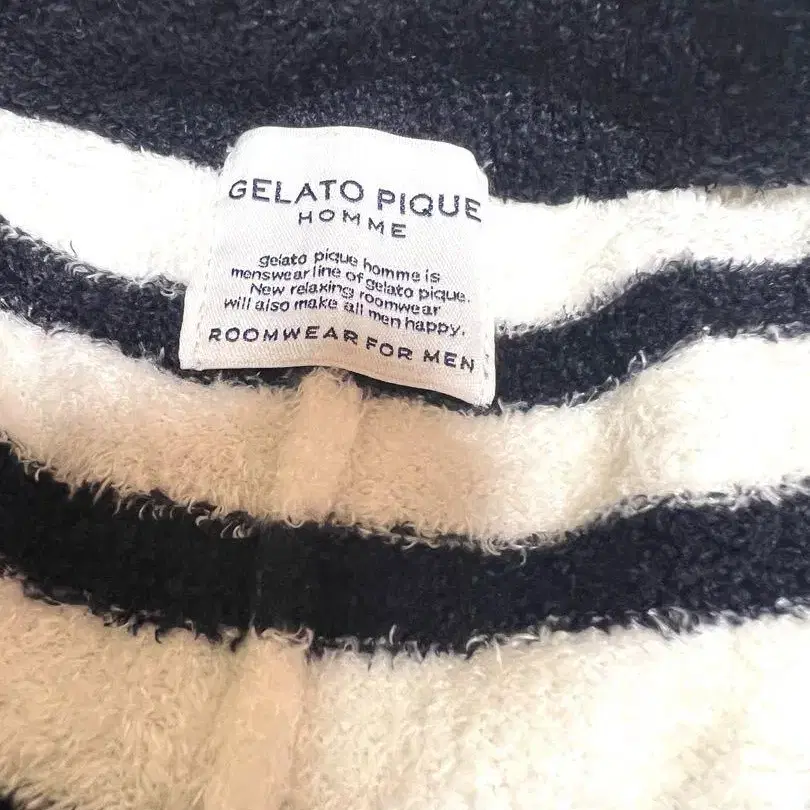 GELATO PIQUE
HOMME
gelato pique homme is
menswear line of gelato pique.
New relaxing roomwear
will also make all men happy.
ROOMWEAR FOR MEN